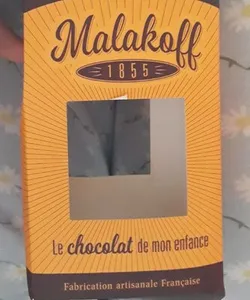 Malakoff
1855
Le chocolat de mon enfance
Fabrication artisanale Française